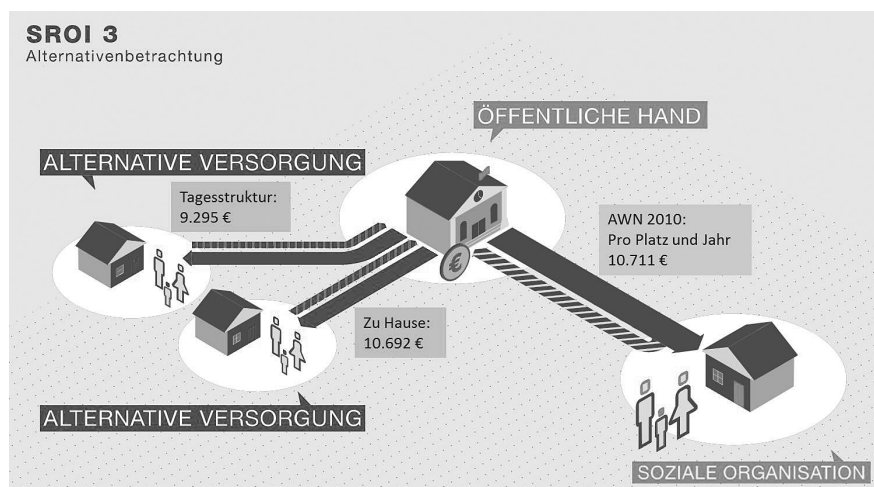 SROI 3
Alternativenbetrachtung
ÖFFENTLICHE HAND
ALTERNATIVE VERSORGUNG
Tagesstruktur:
9.295 €
AWN 2010:
Pro Platz und Jahr
10.711 €
€
Zu Hause:
10.692 €
ALTERNATIVE VERSORGUNG
SOZIALE ORGANISATION